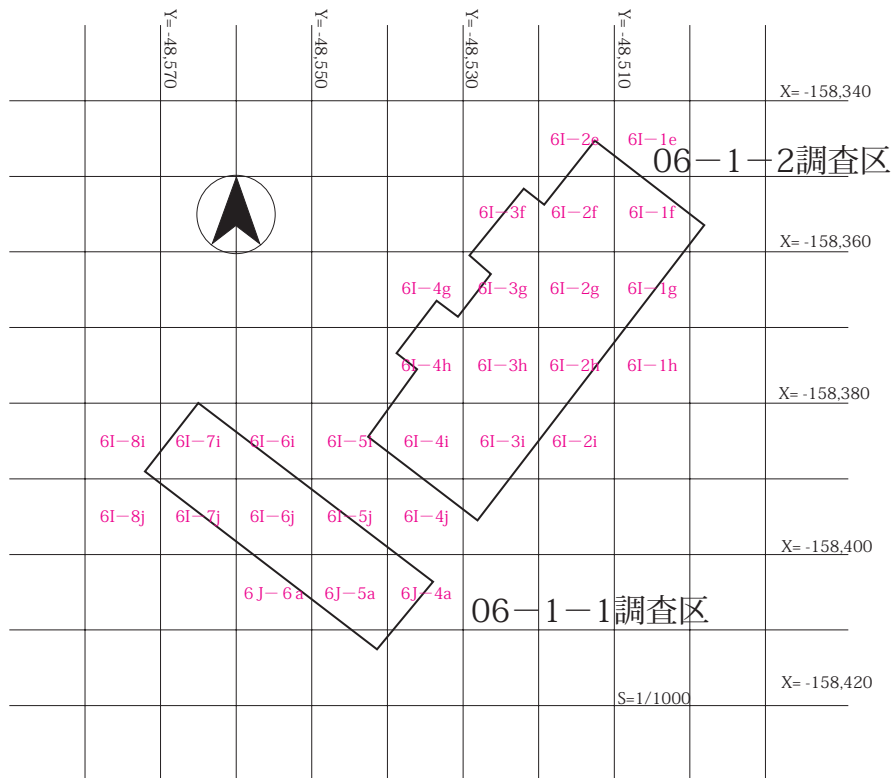 Y= -48,570
Y= -48,550
Y= -48,530
Y= -48,510
X= -158,340
6I−2e
6I−1e
06−1−2調査区
6I−3f
6I−2f
6I−1f
X= -158,360
6I−4g
6I−3g
6I−2g
6I−1g
6I−4h
6I−3h
6I−2h
6I−1h
X= -158,380
6I−8i
6I−7i
6I−6i
6I−5i
6I−4i
6I−3i
6I−2i
6I−8j
6I−7j
6I−6j
6I−5j
6I−4j
X= -158,400
6J−6a
6J−5a
6J−4a
06−1−1調査区
X= -158,420
S=1/1000